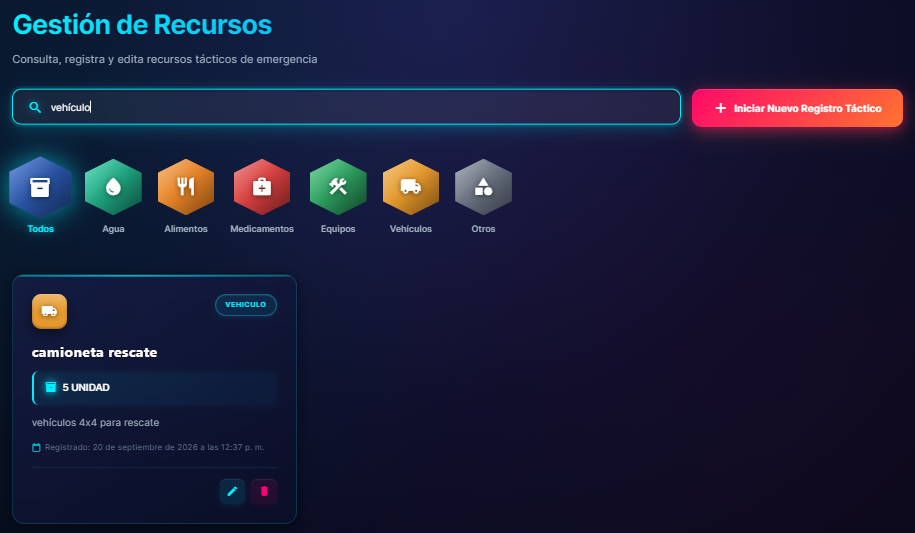 Gestión de Recursos
Consulta, registra y edita recursos tácticos de emergencia
vehículo
Iniciar Nuevo Registro Táctico
Todos
Agua
Alimentos
Medicamentos
Equipos
Vehículos
Otros
VEHICULO
camioneta rescate
5 UNIDAD
vehículos 4x4 para rescate
Registrado: 20 de septiembre de 2026 a las 12:37 p. m.